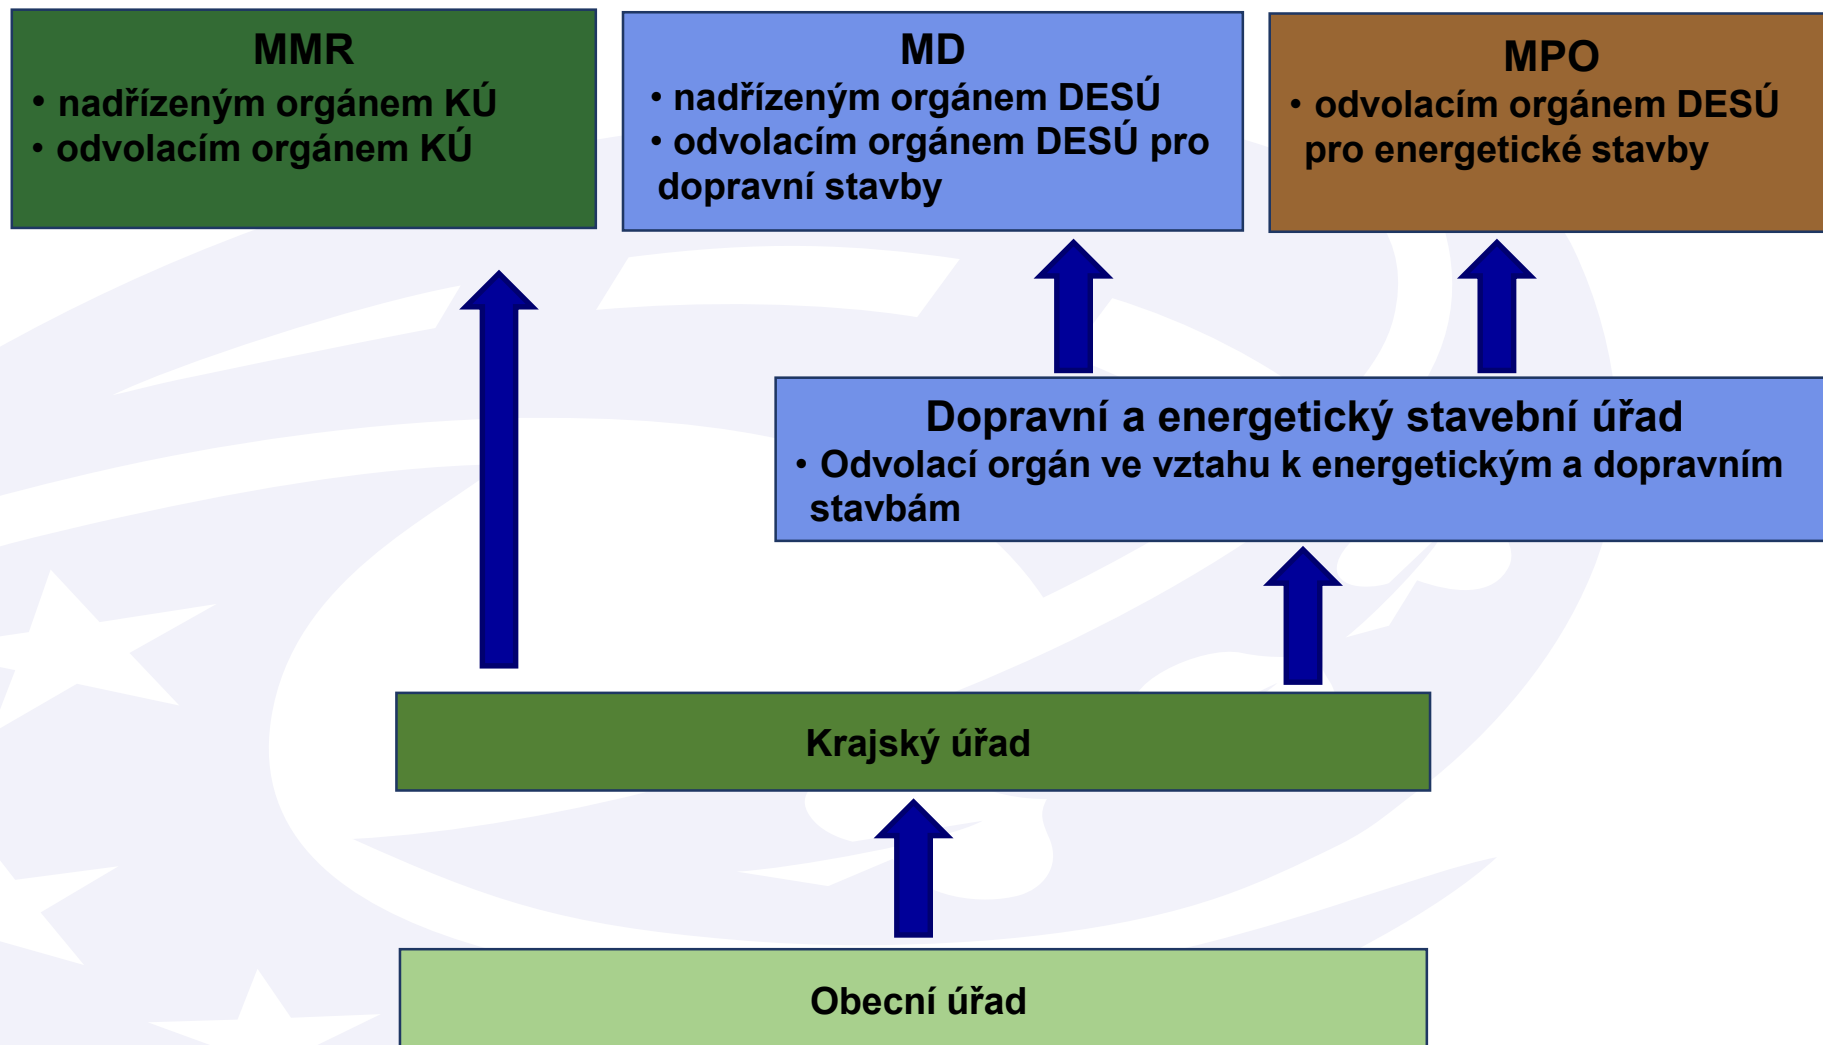 MMR
• nadřízeným orgánem KÚ
• odvolacím orgánem KÚ
MD
• nadřízeným orgánem DESÚ
• odvolacím orgánem DESÚ pro
dopravní stavby
MPO
• odvolacím orgánem DESÚ
pro energetické stavby
Dopravní a energetický stavební úřad
• Odvolací orgán ve vztahu k energetickým a dopravním
stavbám
Krajský úřad
Obecní úřad